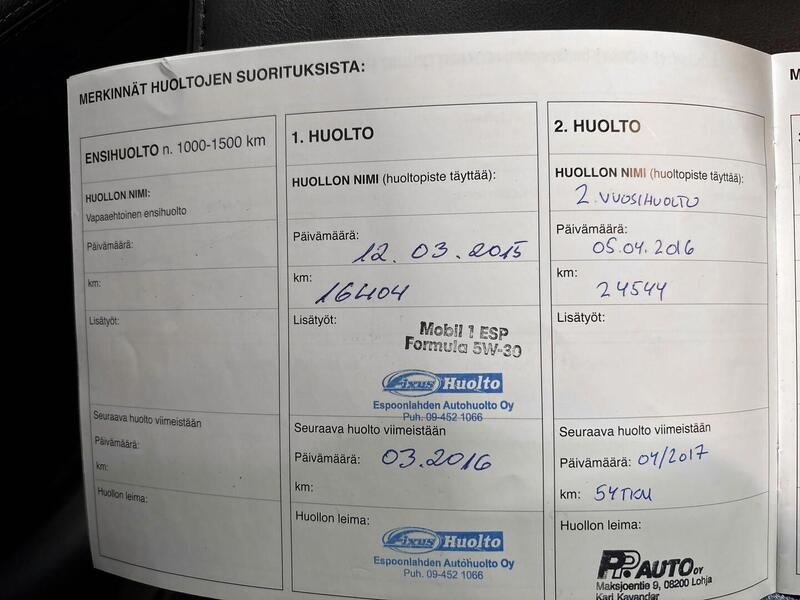 MERKINNÄT HUOLTOJEN SUORITUKSISTA:
ENSIHUOLTO n. 1000-1500 km
HUOLLON NIMI:
Vapaaehtoinen ensihuolto
Päivämäärä:
km:
Lisätyöt:
Seuraava huolto viimeistään
Päivämäärä:
km:
Huollon leima:
1. HUOLTO
HUOLLON NIMI (huoltopiste täyttää):
Päivämäärä:
12.03.2015
km:
16404
Lisätyöt:
Mobil 1 ESP
Formula 5W-30
Fixus Huolto
Espoonlahden Autohuolto Oy
Puh. 09-452 1066
Seuraava huolto viimeistään
Päivämäärä: 03.2016
km:
Huollon leima:
Fixus Huolto
Espoonlahden Autohuolto Oy
Puh. 09-452 1066
2. HUOLTO
HUOLLON NIMI (huoltopiste täyttää):
2 VUOSIHUOLTO
Päivämäärä:
05.04.2016
km:
24544
Lisätyöt:
Seuraava huolto viimeistään
Päivämäärä: 04/2017
km: 54TKM
Huollon leima:
PP.AUTO OY
Maksjoentie 9, 08200 Lohja
Kari Kavander
M